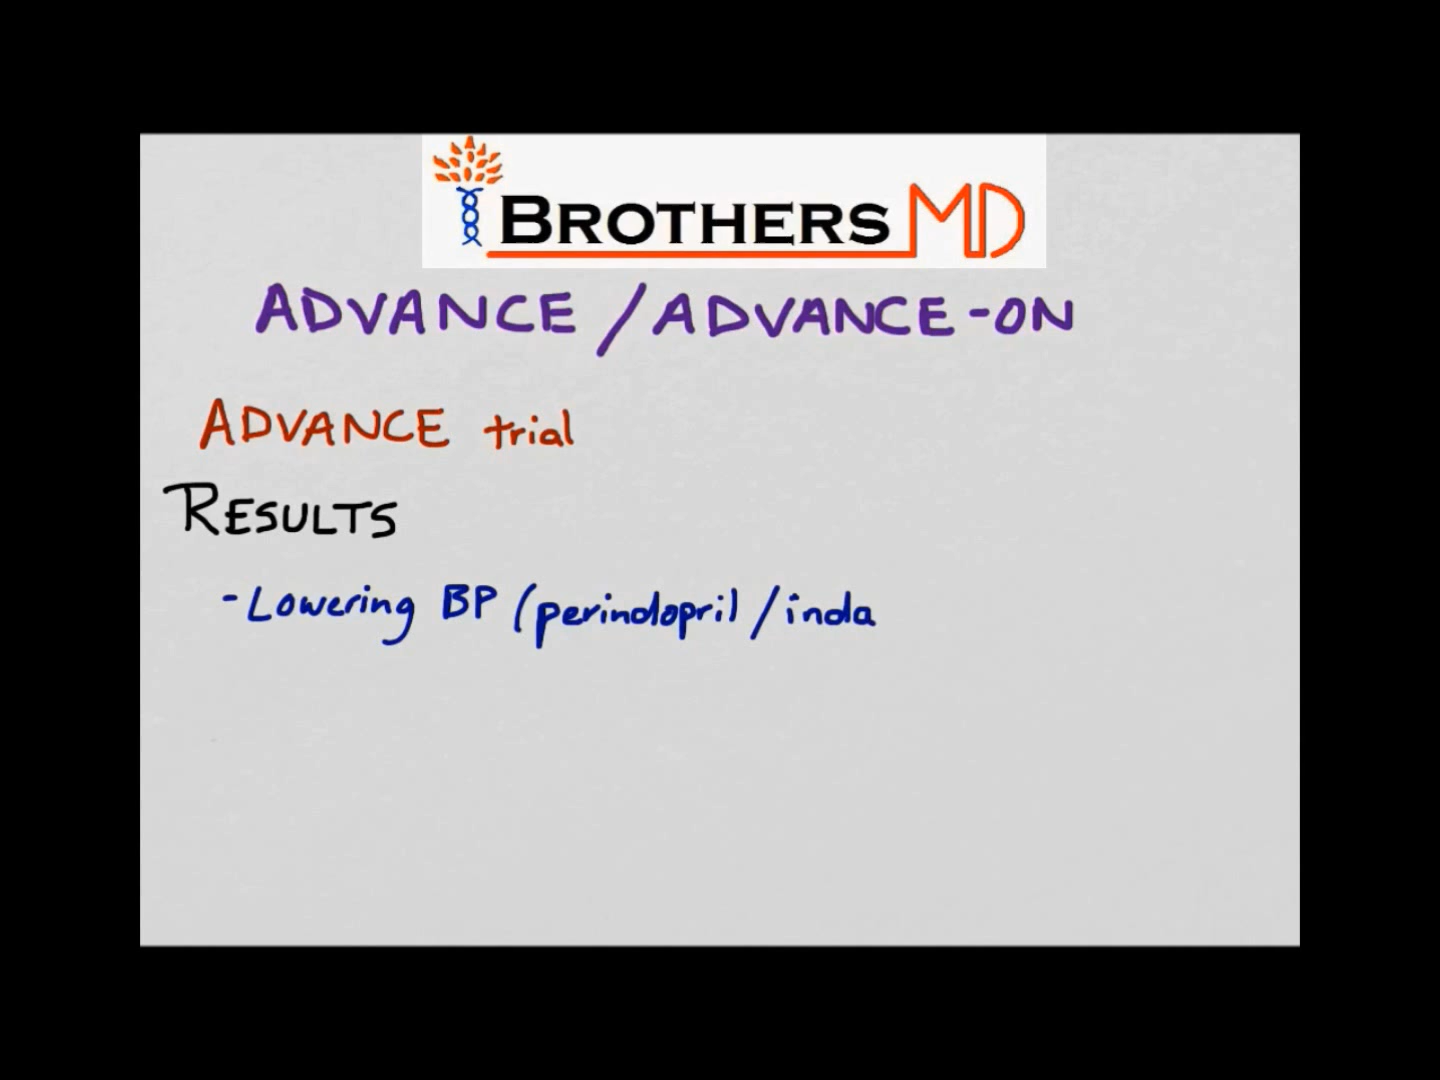 BROTHERS MD
ADVANCE / ADVANCE-ON
ADVANCE trial
RESULTS
- Lowering BP (perindopril / inda